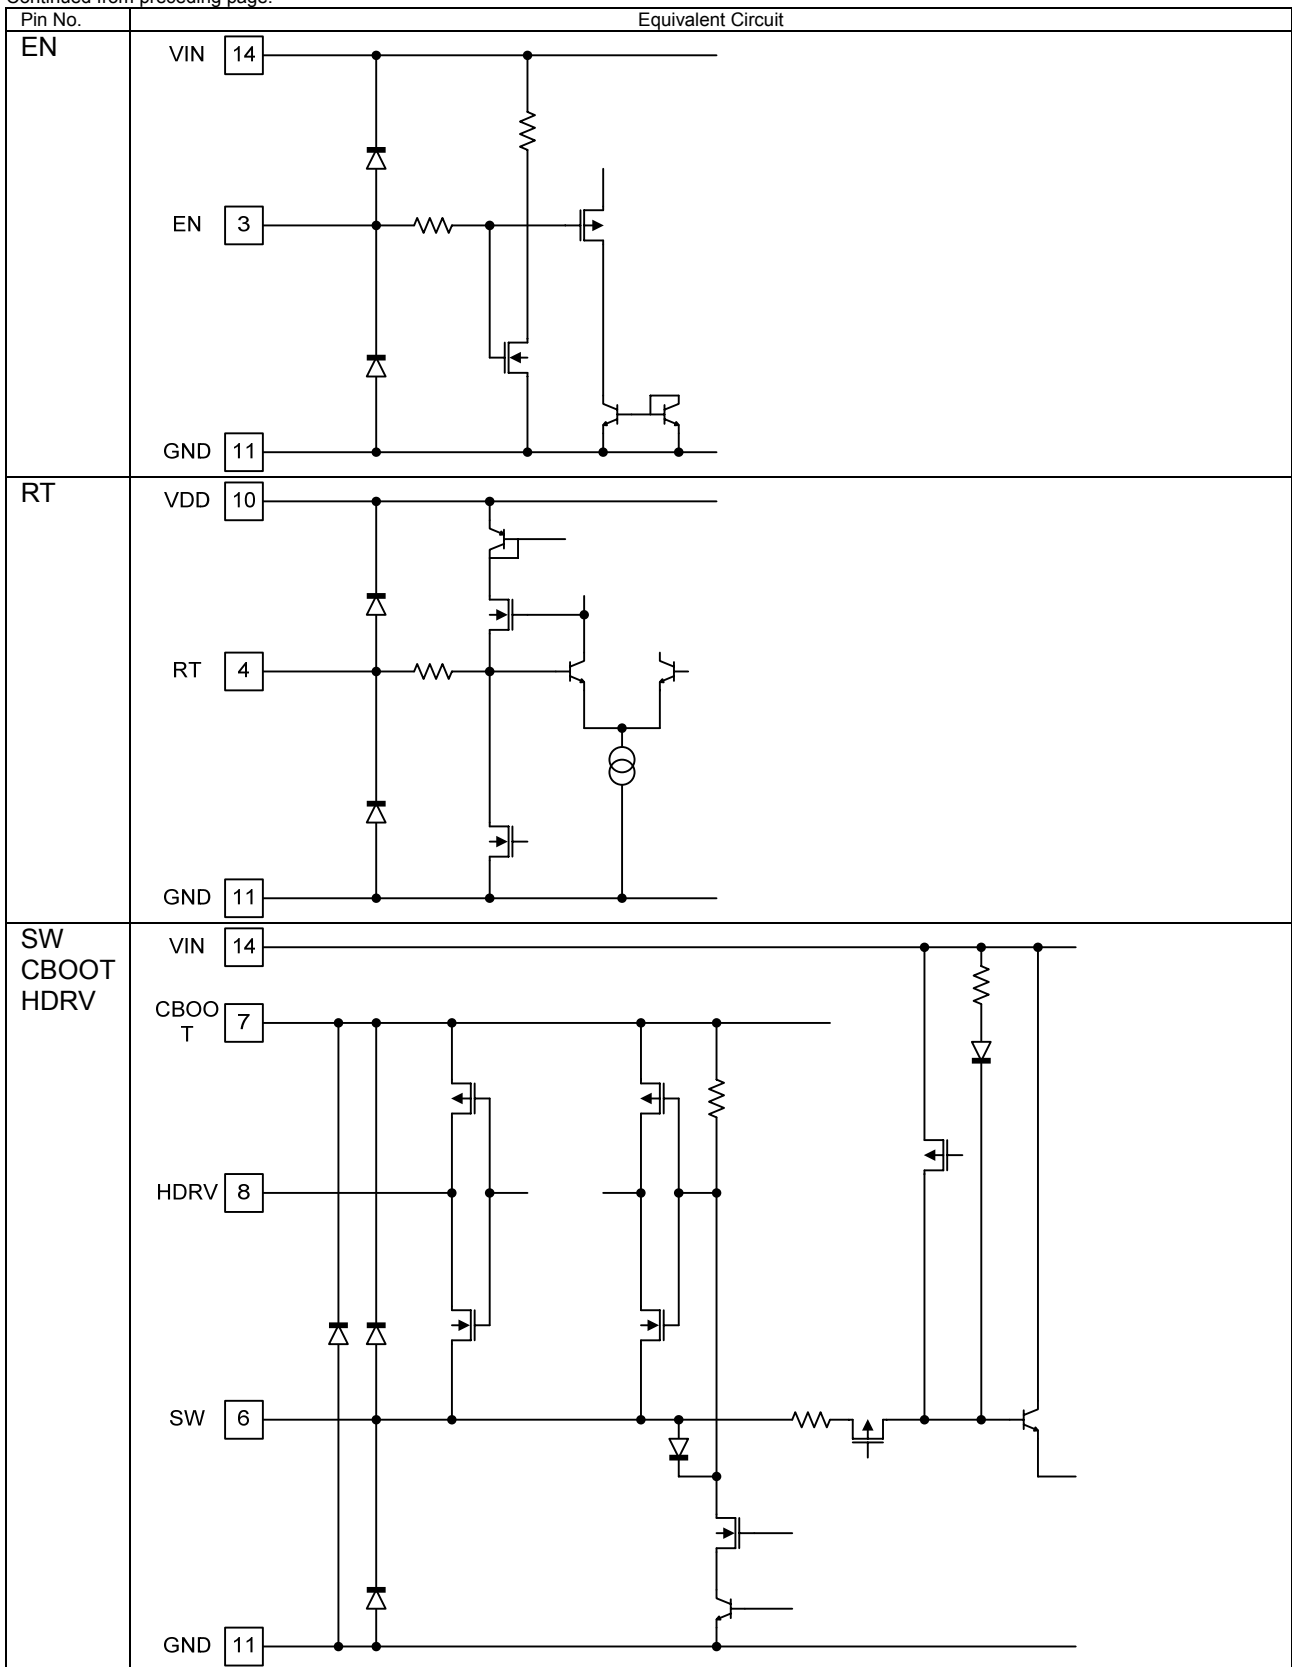 Continued from preceding page.
Pin No. Equivalent Circuit
EN
VIN 14
EN 3
GND 11
RT
VDD 10
RT 4
GND 11
SW
CBOOT
HDRV
VIN 14
CBOO
T
7
HDRV 8
SW 6
GND 11